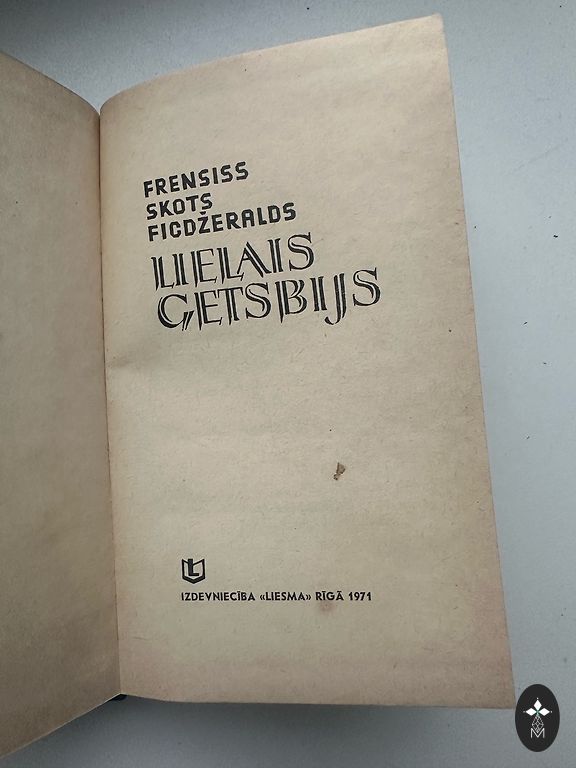 FRENSISS
SKOTS
FICDŽERALDS
LIELAIS
GETSBIJS
L
IZDEVNIECĪBA «LIESMA» RĪGĀ 1971
M